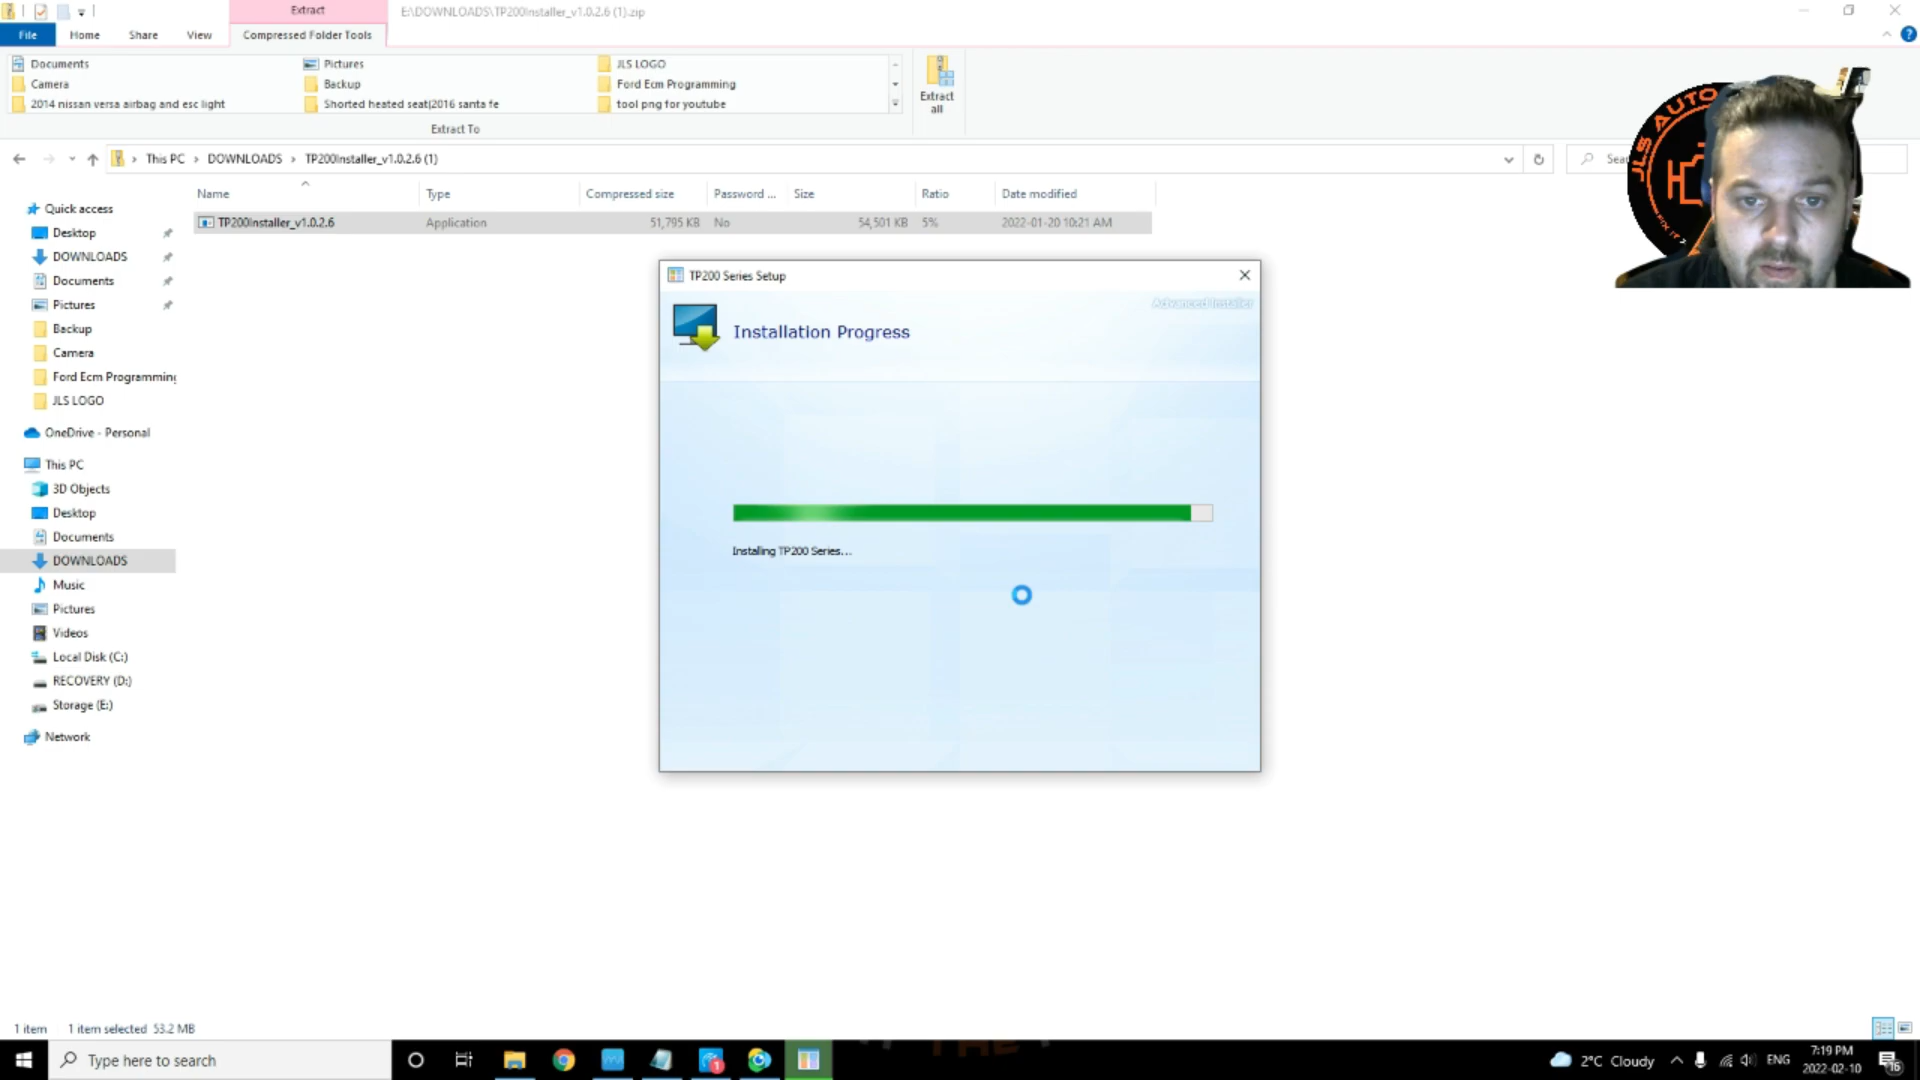 Extract
E:\DOWNLOADS\TP200Installer_v1.0.2.6 (1).zip
File Home Share View Compressed Folder Tools
Documents Pictures JLS LOGO
Camera Backup Ford Ecm Programming
2014 nissan versa airbag and esc light Shorted heated seat(2016 santa fe tool png for youtube
Extract all
Extract To
This PC > DOWNLOADS > TP200Installer_v1.0.2.6 (1)
Name Type Compressed size Password ... Size Ratio Date modified
TP200Installer_v1.0.2.6 Application 51,795 KB No 54,501 KB 5% 2022-01-20 10:21 AM
Quick access
Desktop
DOWNLOADS
Documents
Pictures
Backup
Camera
Ford Ecm Programming
JLS LOGO
OneDrive - Personal
This PC
3D Objects
Desktop
Documents
DOWNLOADS
Music
Pictures
Videos
Local Disk (C:)
RECOVERY (D:)
Storage (E:)
Network
TP200 Series Setup
Advanced Installer
Installation Progress
Installing TP200 Series...
JLS AUTO
1 item 1 item selected 53.2 MB
Type here to search
1
2°C Cloudy
ENG
7:19 PM
2022-02-10
16